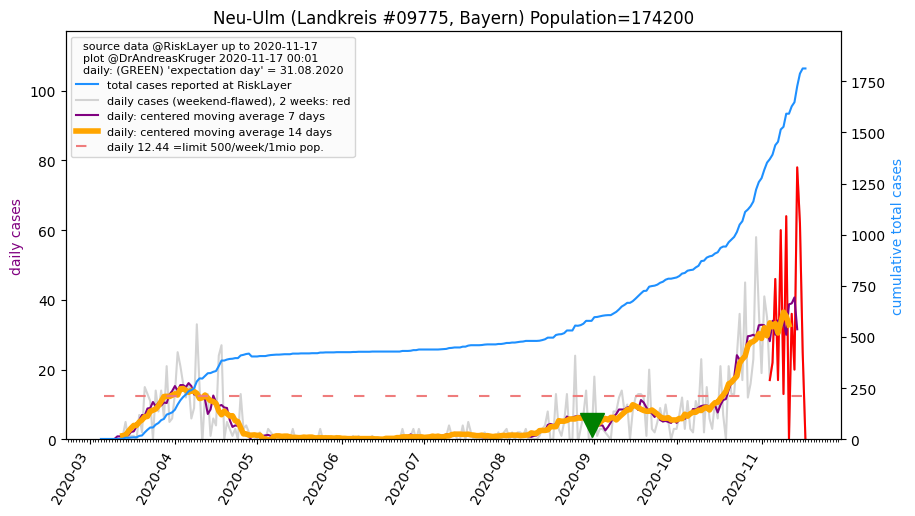 Neu-Ulm (Landkreis #09775, Bayern) Population=174200
source data @RiskLayer up to 2020-11-17
plot @DrAndreasKruger 2020-11-17 00:01
daily: (GREEN) 'expectation day' = 31.08.2020
total cases reported at RiskLayer
daily cases (weekend-flawed), 2 weeks: red
daily: centered moving average 7 days
daily: centered moving average 14 days
daily 12.44 =limit 500/week/1mio pop.
daily cases
100
80
60
40
20
0
cumulative total cases
1750
1500
1250
1000
750
500
250
0
2020-03
2020-04
2020-05
2020-06
2020-07
2020-08
2020-09
2020-10
2020-11